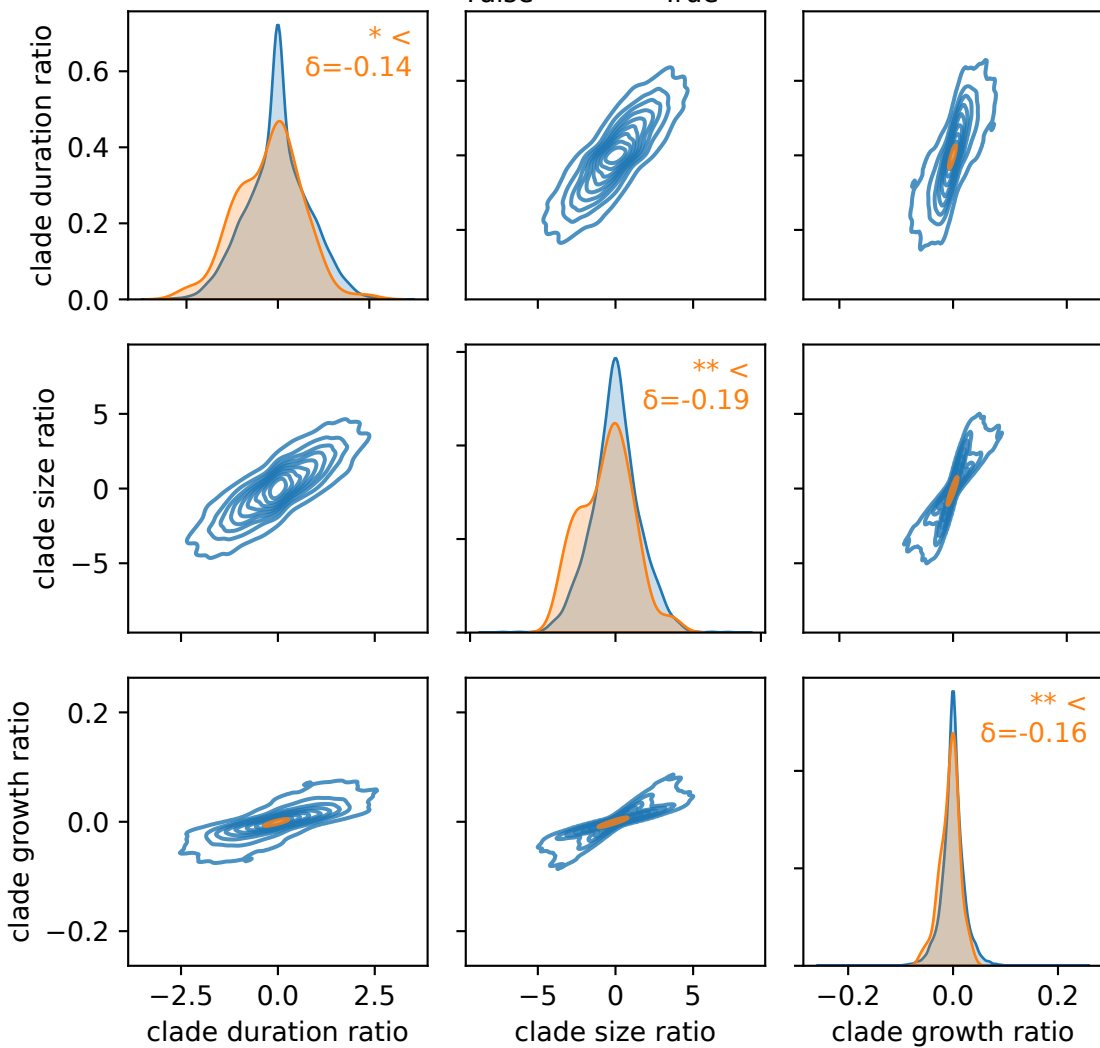 * <
δ=-0.14
clade duration ratio
0.6
0.4
0.2
0.0
** <
δ=-0.19
clade size ratio
5
0
−5
** <
δ=-0.16
clade growth ratio
0.2
0.0
−0.2
−2.5 0.0 2.5 −5 0 5 −0.2 0.0 0.2
clade duration ratio clade size ratio clade growth ratio